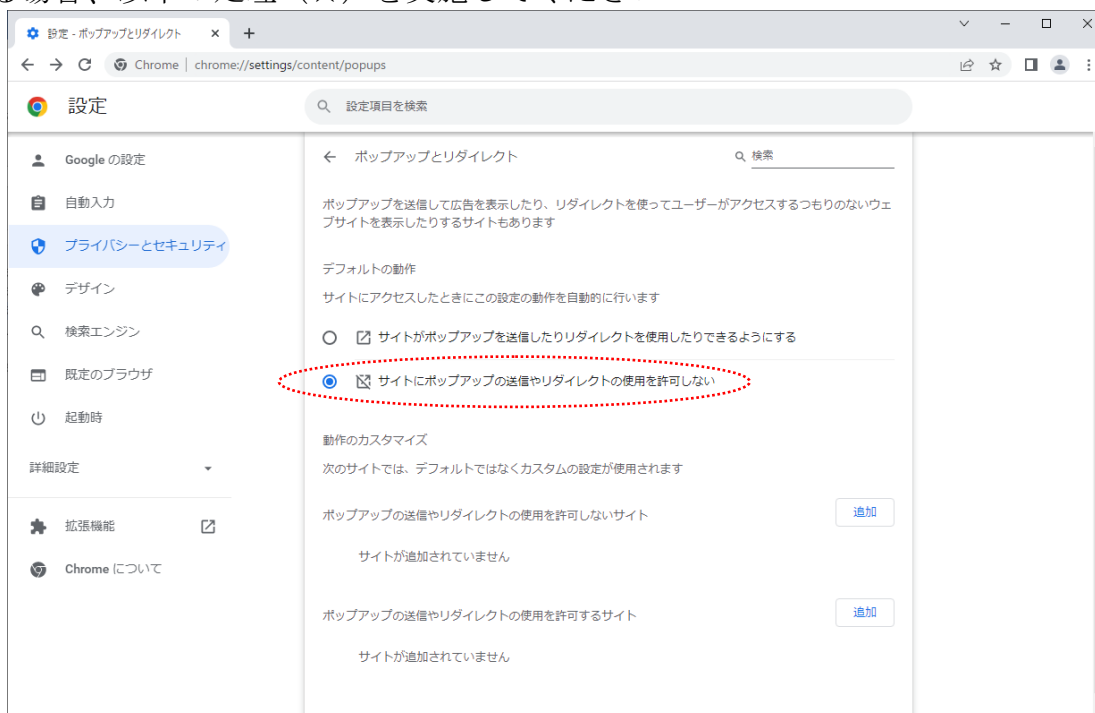 場合、以下の処理
設定 - ポップアップとリダイレクト
Chrome | chrome://settings/content/popups
設定
設定項目を検索
Google の設定
自動入力
プライバシーとセキュリティ
デザイン
検索エンジン
既定のブラウザ
起動時
詳細設定
拡張機能
Chrome について
ポップアップとリダイレクト
検索
ポップアップを送信して広告を表示したり、リダイレクトを使ってユーザーがアクセスするつもりのないウェ
ブサイトを表示したりするサイトもあります
デフォルトの動作
サイトにアクセスしたときにこの設定の動作を自動的に行います
サイトがポップアップを送信したりリダイレクトを使用したりできるようにする
サイトにポップアップの送信やリダイレクトの使用を許可しない
動作のカスタマイズ
次のサイトでは、デフォルトではなくカスタムの設定が使用されます
ポップアップの送信やリダイレクトの使用を許可しないサイト
追加
サイトが追加されていません
ポップアップの送信やリダイレクトの使用を許可するサイト
追加
サイトが追加されていません